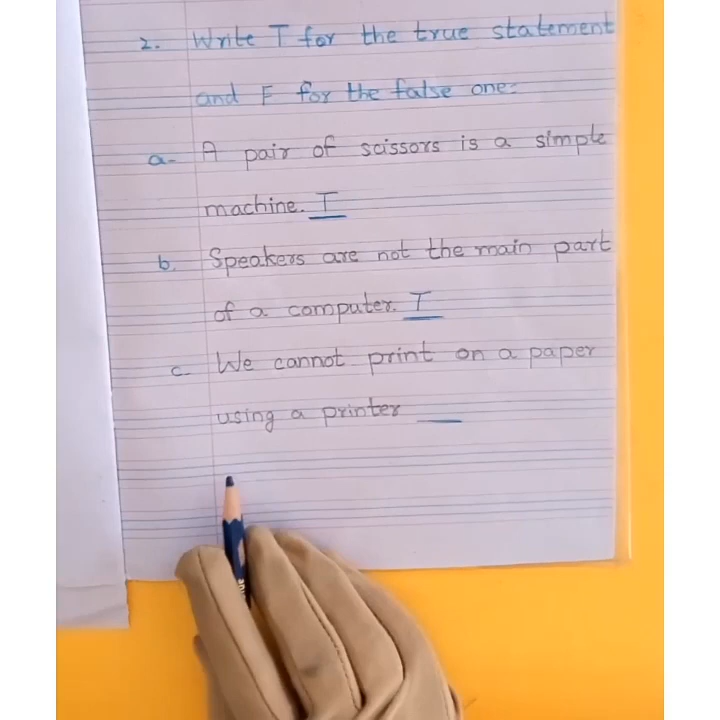 2. Write T for the true statement
and F for the false one:
a- A pair of scissors is a simple
machine. T
b. Speakers are not the main part
of a computer. T
c- We cannot print on a paper
using a printer __